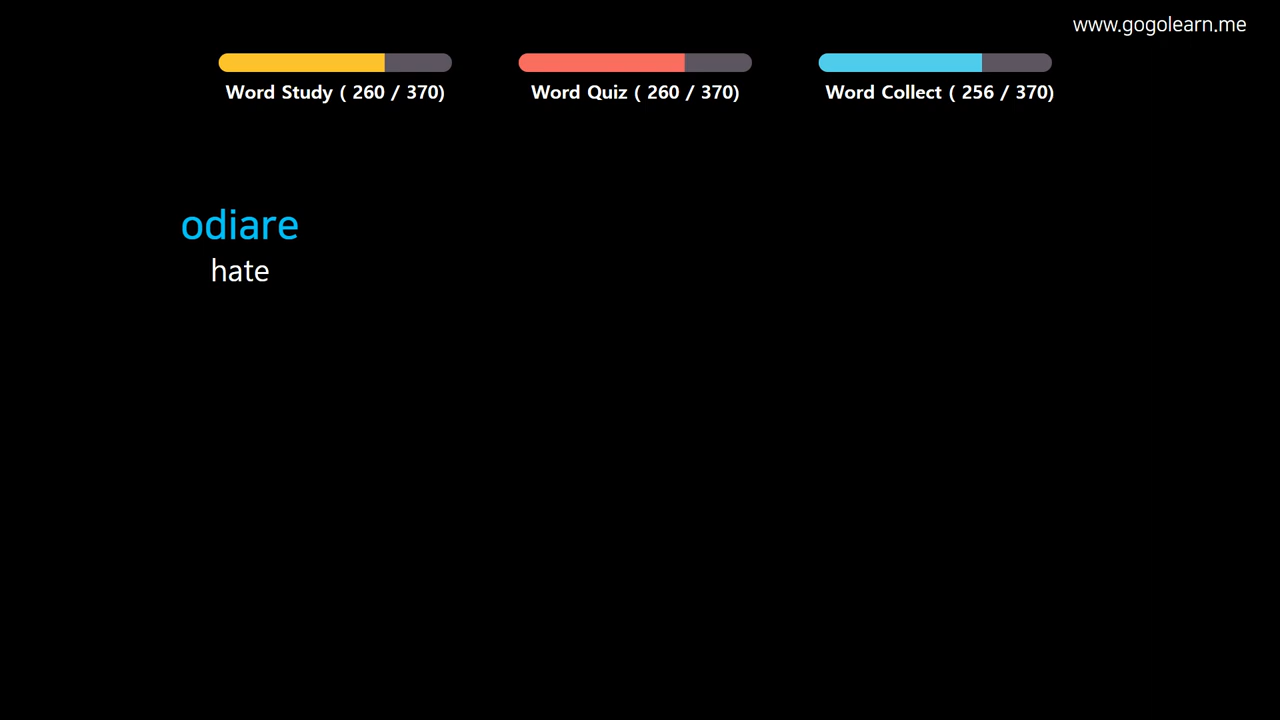 www.gogolearn.me
Word Study ( 260 / 370)
Word Quiz ( 260 / 370)
Word Collect ( 256 / 370)
odiare
hate